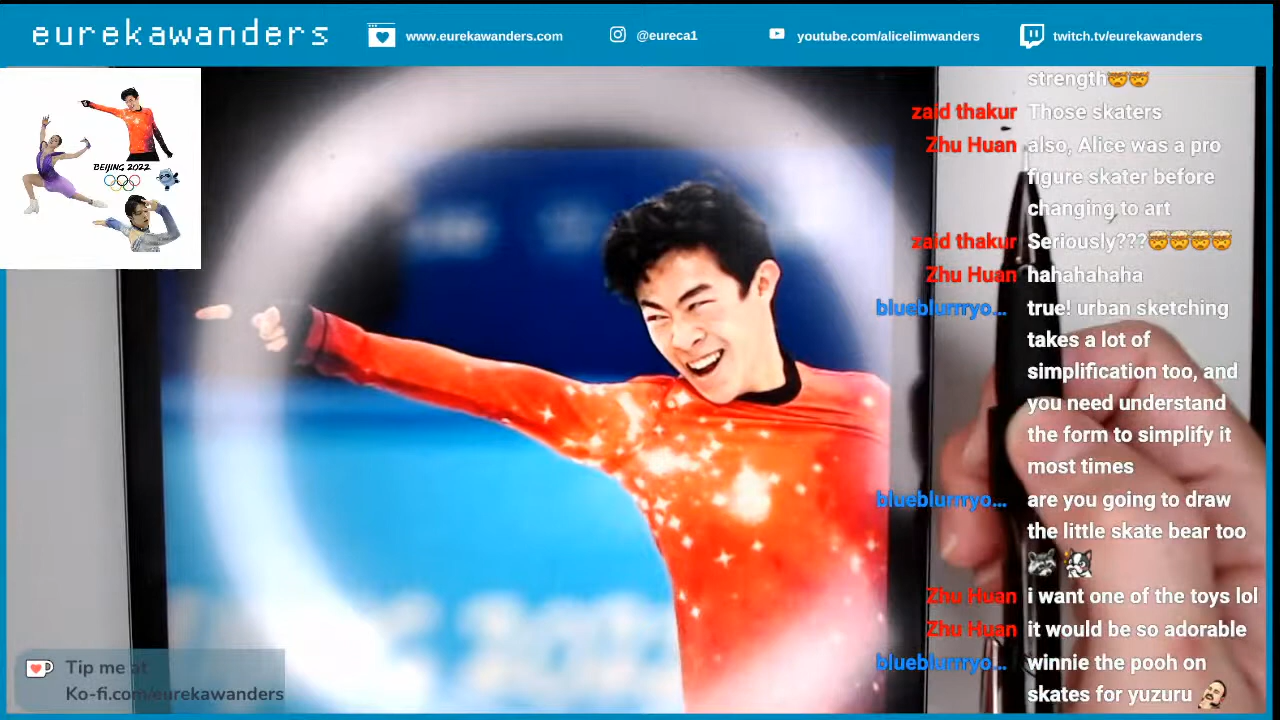 eurekawanders
www.eurekawanders.com
@eureca1
youtube.com/alicelimwanders
twitch.tv/eurekawanders
BEIJING 2022
strength🤯🤯
zaid thakur Those skaters
Zhu Huan also, Alice was a pro
figure skater before
changing to art
zaid thakur Seriously???🤯🤯🤯🤯
Zhu Huan hahahahaha
blueblurrryo... true! urban sketching
takes a lot of
simplification too, and
you need understand
the form to simplify it
most times
blueblurrryo... are you going to draw
the little skate bear too
Zhu Huan i want one of the toys lol
Zhu Huan it would be so adorable
blueblurrryo... winnie the pooh on
skates for yuzuru
Tip me at
Ko-fi.com/eurekawanders